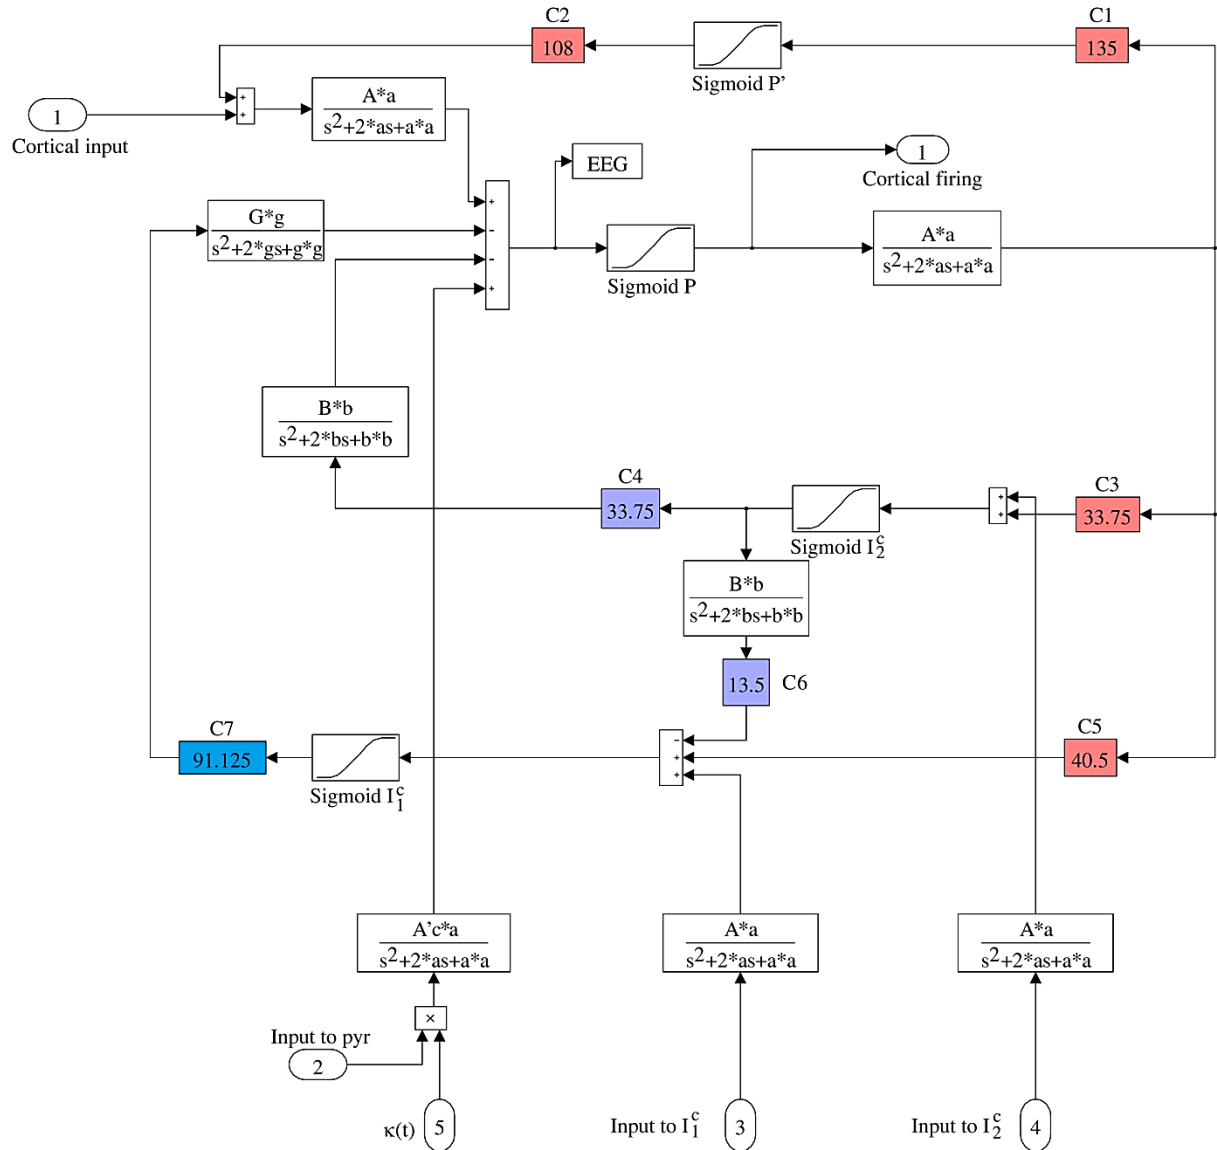 C2
C1
108
135
Sigmoid P'
1
Cortical input
+
+
A*a
s²+2*as+a*a
EEG
1
Cortical firing
G*g
s²+2*gs+g*g
+
−
−
+
Sigmoid P
A*a
s²+2*as+a*a
B*b
s²+2*bs+b*b
C4
33.75
Sigmoid I₂ᶜ
+
+
C3
33.75
B*b
s²+2*bs+b*b
13.5
C6
C7
91.125
Sigmoid I₁ᶜ
−
+
+
C5
40.5
A'c*a
s²+2*as+a*a
A*a
s²+2*as+a*a
A*a
s²+2*as+a*a
×
Input to pyr
2
κ(t)
5
Input to I₁ᶜ
3
Input to I₂ᶜ
4